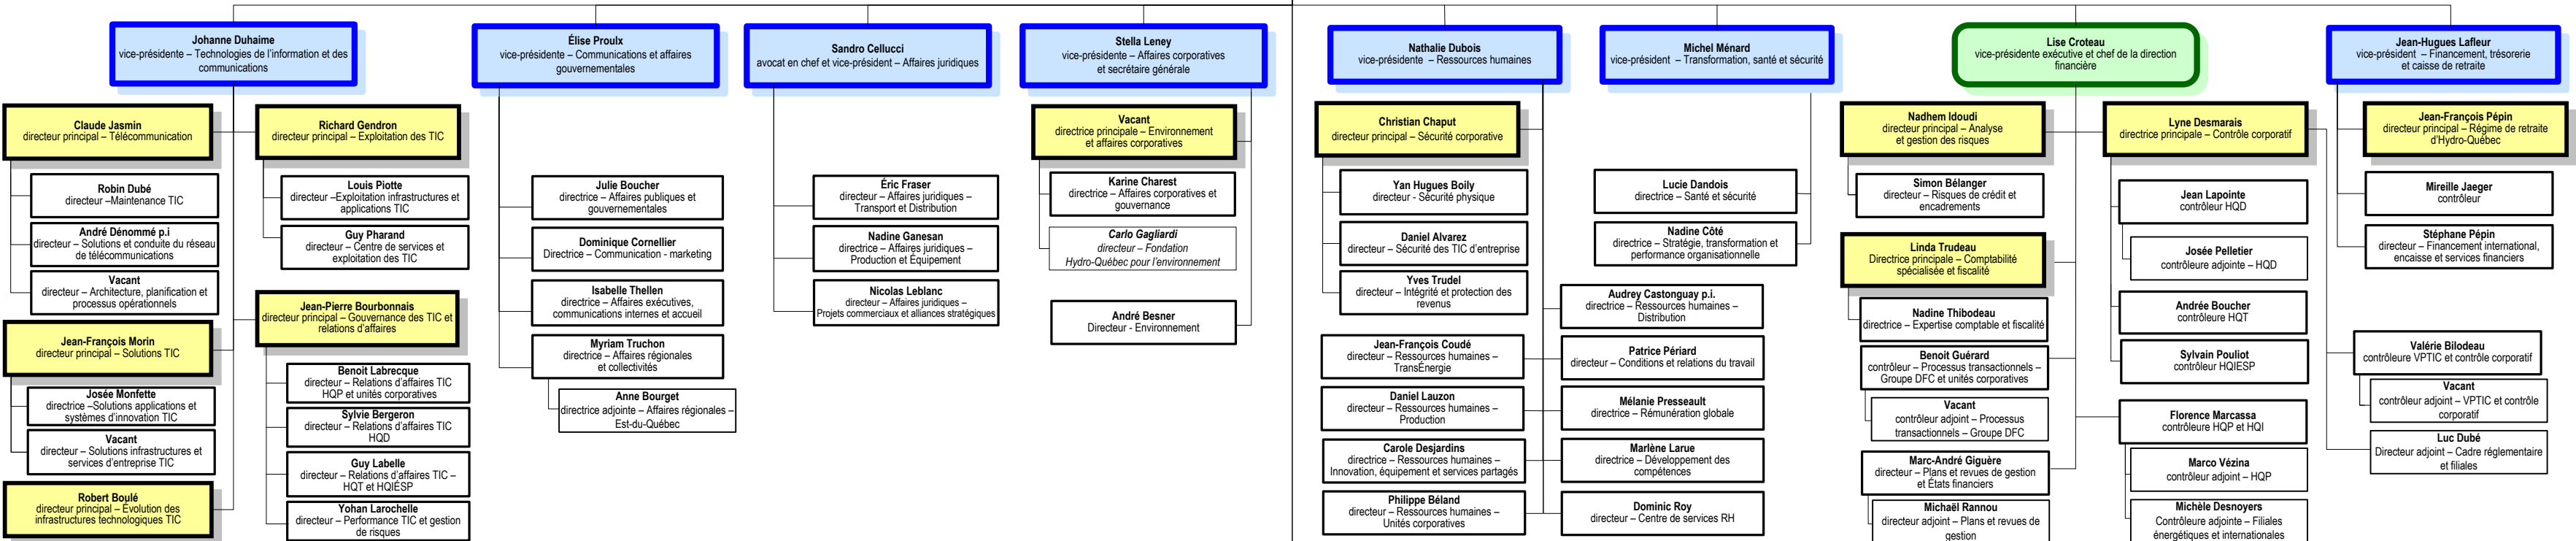 Johanne Duhaime
vice-présidente – Technologies de l’information et des
communications
Claude Jasmin
directeur principal – Télécommunication
Robin Dubé
directeur –Maintenance TIC
André Dénommé p.i
directeur – Solutions et conduite du réseau
de télécommunications
Vacant
directeur – Architecture, planification et
processus opérationnels
Jean-François Morin
directeur principal – Solutions TIC
Josée Monfette
directrice –Solutions applications et
systèmes d’innovation TIC
Vacant
directeur – Solutions infrastructures et
services d’entreprise TIC
Robert Boulé
directeur principal – Évolution des
infrastructures technologiques TIC
Richard Gendron
directeur principal – Exploitation des TIC
Louis Piotte
directeur –Exploitation infrastructures et
applications TIC
Guy Pharand
directeur – Centre de services et
exploitation des TIC
Jean-Pierre Bourbonnais
directeur principal – Gouvernance des TIC et
relations d’affaires
Benoit Labrecque
directeur – Relations d’affaires TIC
HQP et unités corporatives
Sylvie Bergeron
directeur – Relations d’affaires TIC
HQD
Guy Labelle
directeur – Relations d’affaires TIC –
HQT et HQIESP
Yohan Larochelle
directeur – Performance TIC et gestion
de risques
Élise Proulx
vice-présidente – Communications et affaires
gouvernementales
Julie Boucher
directrice – Affaires publiques et
gouvernementales
Dominique Cornellier
Directrice – Communication - marketing
Isabelle Thellen
directrice – Affaires exécutives,
communications internes et accueil
Myriam Truchon
directrice – Affaires régionales
et collectivités
Anne Bourget
directrice adjointe – Affaires régionales –
Est-du-Québec
Sandro Cellucci
avocat en chef et vice-président – Affaires juridiques
Éric Fraser
directeur – Affaires juridiques –
Transport et Distribution
Nadine Ganesan
directrice – Affaires juridiques –
Production et Équipement
Nicolas Leblanc
directeur – Affaires juridiques –
Projets commerciaux et alliances stratégiques
Stella Leney
vice-présidente – Affaires corporatives
et secrétaire générale
Vacant
directrice principale – Environnement
et affaires corporatives
Karine Charest
directrice – Affaires corporatives et
gouvernance
Carlo Gagliardi
directeur – Fondation
Hydro-Québec pour l’environnement
André Besner
Directeur - Environnement
Nathalie Dubois
vice-présidente – Ressources humaines
Christian Chaput
directeur principal – Sécurité corporative
Yan Hugues Boily
directeur - Sécurité physique
Daniel Alvarez
directeur – Sécurité des TIC d’entreprise
Yves Trudel
directeur – Intégrité et protection des
revenus
Jean-François Coudé
directeur – Ressources humaines –
TransÉnergie
Daniel Lauzon
directeur – Ressources humaines –
Production
Carole Desjardins
directrice – Ressources humaines –
Innovation, équipement et services partagés
Philippe Béland
directeur – Ressources humaines –
Unités corporatives
Audrey Castonguay p.i.
directrice – Ressources humaines –
Distribution
Patrice Périard
directeur – Conditions et relations du travail
Mélanie Presseault
directrice – Rémunération globale
Marlène Larue
directrice – Développement des
compétences
Dominic Roy
directeur – Centre de services RH
Michel Ménard
vice-président – Transformation, santé et sécurité
Lucie Dandois
directrice – Santé et sécurité
Nadine Côté
directrice – Stratégie, transformation et
performance organisationnelle
Lise Croteau
vice-présidente exécutive et chef de la direction
financière
Nadhem Idoudi
directeur principal – Analyse
et gestion des risques
Simon Bélanger
directeur – Risques de crédit et
encadrements
Linda Trudeau
Directrice principale – Comptabilité
spécialisée et fiscalité
Nadine Thibodeau
directrice – Expertise comptable et fiscalité
Benoit Guérard
contrôleur – Processus transactionnels –
Groupe DFC et unités corporatives
Vacant
contrôleur adjoint – Processus
transactionnels – Groupe DFC
Marc-André Giguère
directeur – Plans et revues de gestion
et États financiers
Michaël Rannou
directeur adjoint – Plans et revues de
gestion
Lyne Desmarais
directrice principale – Contrôle corporatif
Jean Lapointe
contrôleur HQD
Josée Pelletier
contrôleure adjointe – HQD
Andrée Boucher
contrôleure HQT
Sylvain Pouliot
contrôleur HQIESP
Florence Marcassa
contrôleure HQP et HQI
Marco Vézina
contrôleur adjoint – HQP
Michèle Desnoyers
Contrôleure adjointe – Filiales
énergétiques et internationales
Jean-Hugues Lafleur
vice-président – Financement, trésorerie
et caisse de retraite
Jean-François Pépin
directeur principal – Régime de retraite
d’Hydro-Québec
Mireille Jaeger
contrôleur
Stéphane Pépin
directeur – Financement international,
encaisse et services financiers
Valérie Bilodeau
contrôleure VPTIC et contrôle corporatif
Vacant
contrôleur adjoint – VPTIC et contrôle
corporatif
Luc Dubé
Directeur adjoint – Cadre réglementaire
et filiales